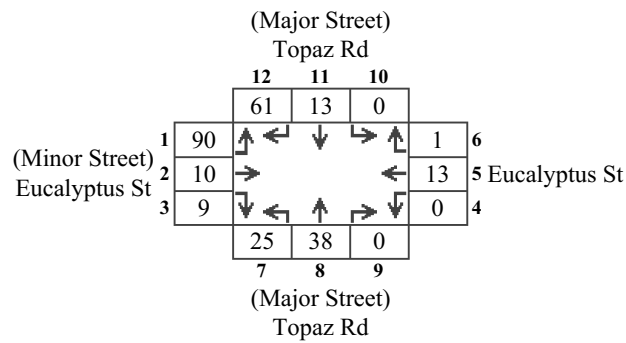 (Major Street)
Topaz Rd
12 11 10
61 13 0
1 90 1 6
(Minor Street)
Eucalyptus St
2 10 13 5 Eucalyptus St
3 9 0 4
25 38 0
7 8 9
(Major Street)
Topaz Rd